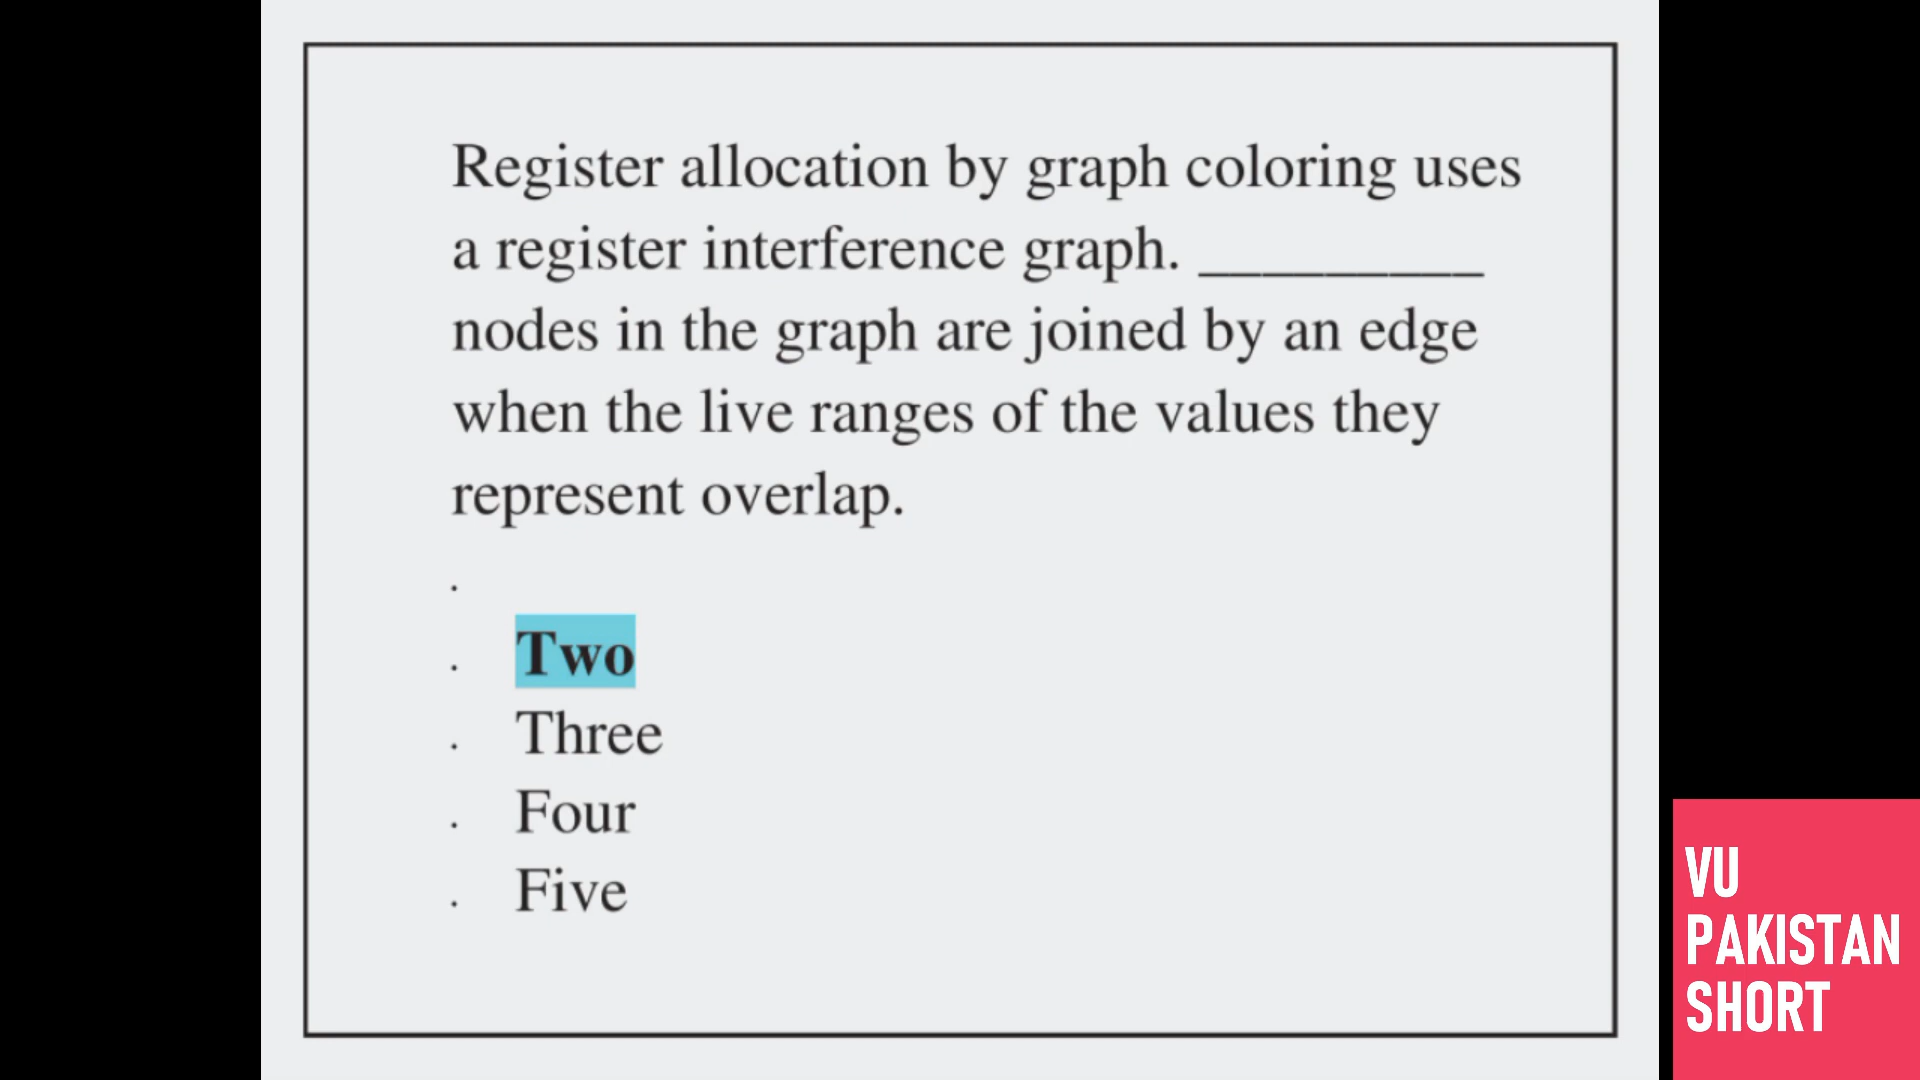 Register allocation by graph coloring uses
a register interference graph. _________
nodes in the graph are joined by an edge
when the live ranges of the values they
represent overlap.
.
. Two
. Three
. Four
. Five
VU
PAKISTAN
SHORT